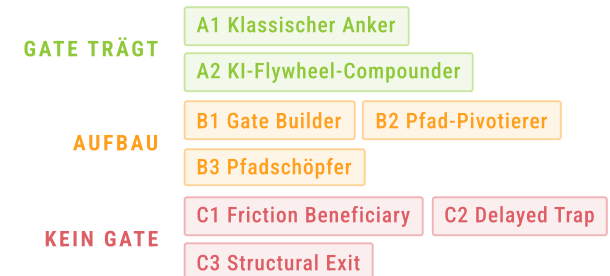 GATE TRÄGT
A1 Klassischer Anker
A2 KI-Flywheel-Compounder
AUFBAU
B1 Gate Builder B2 Pfad-Pivotierer
B3 Pfadschöpfer
KEIN GATE
C1 Friction Beneficiary C2 Delayed Trap
C3 Structural Exit